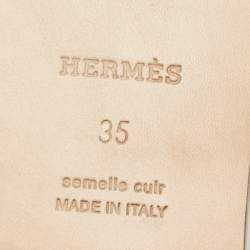 HERMÈS
35
semelle cuir
MADE IN ITALY